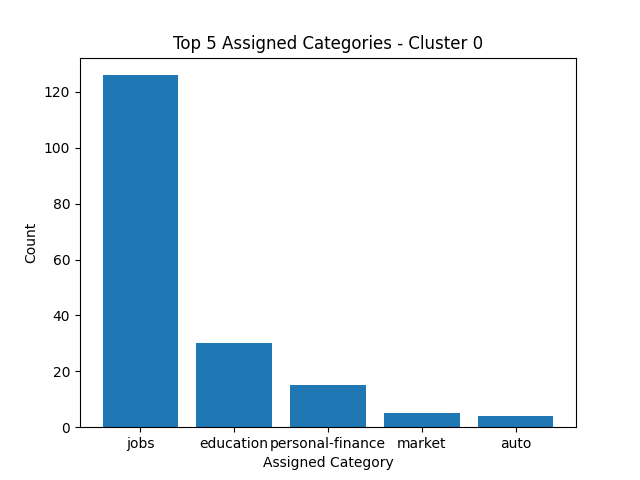 Top 5 Assigned Categories - Cluster 0
120
100
80
60
40
20
0
Count
jobs education personal-finance market auto
Assigned Category